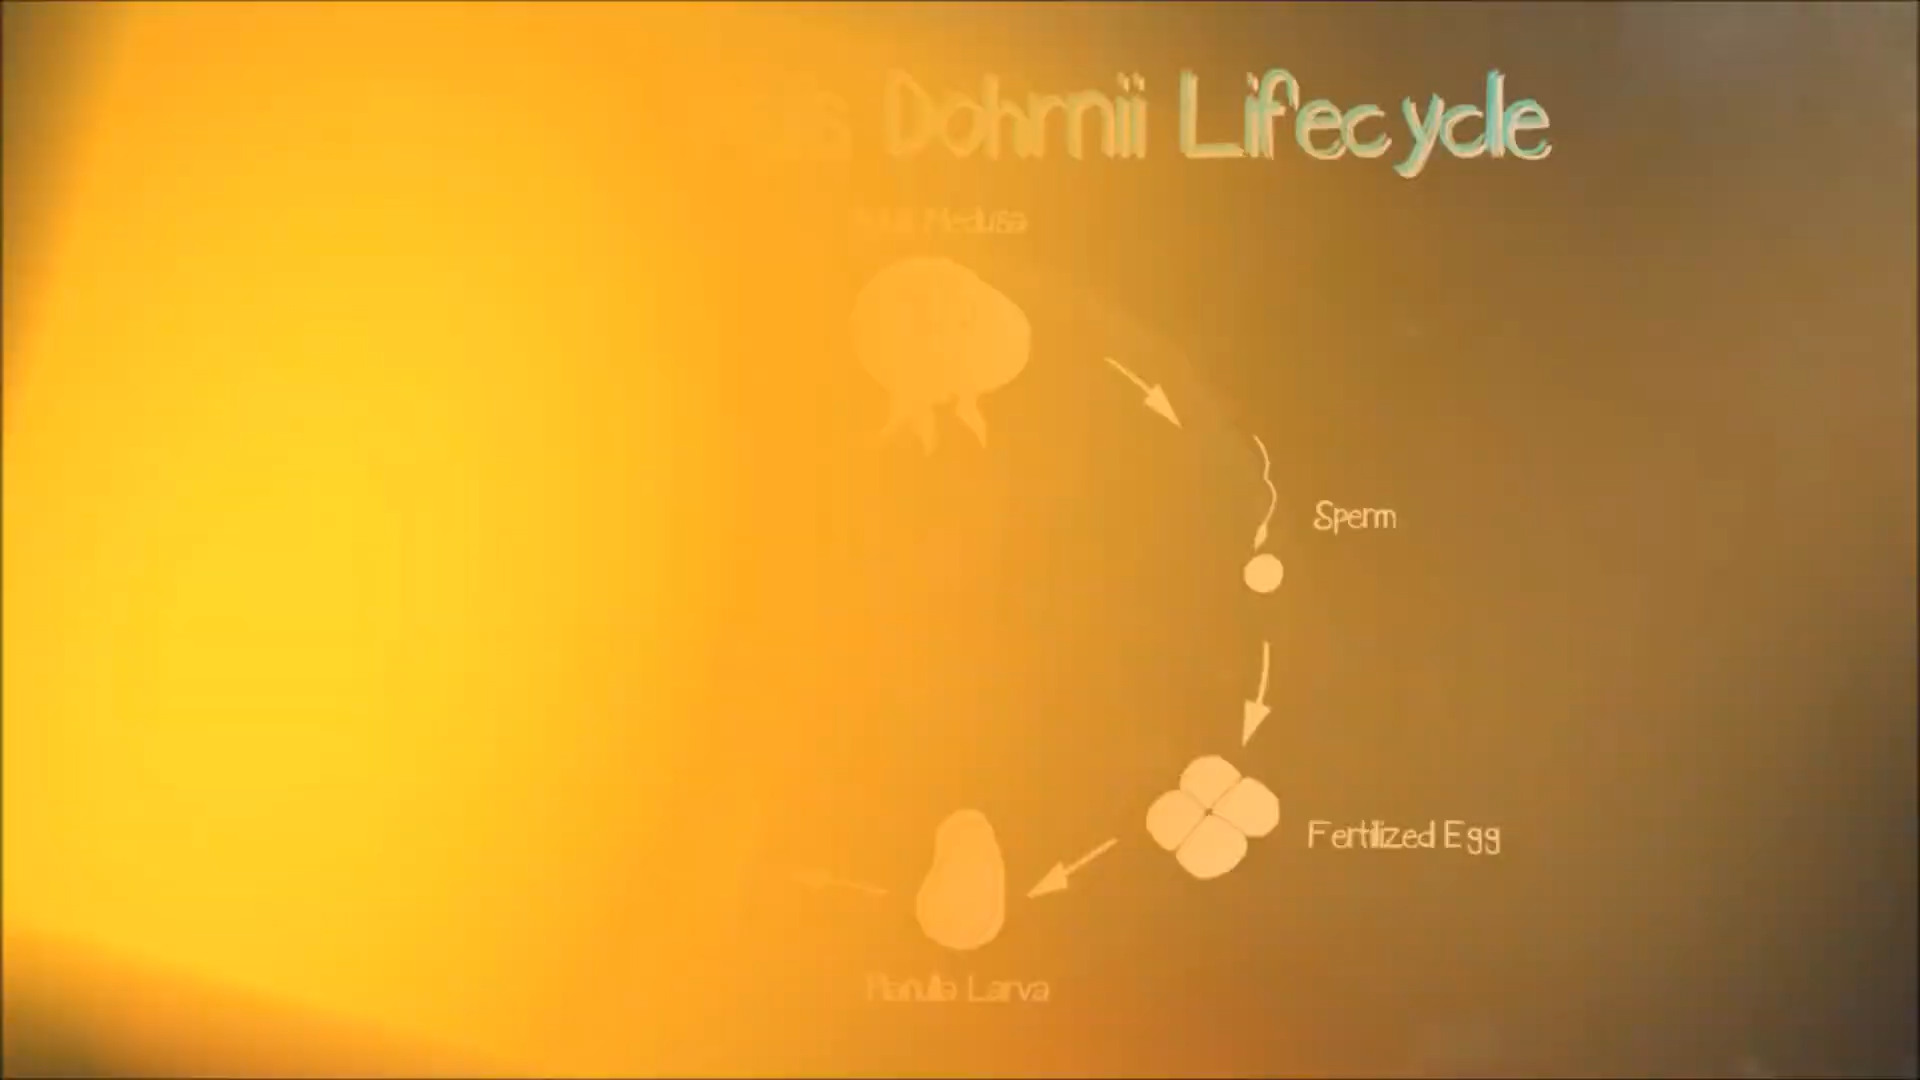 Dohrnii Lifecycle
Medusa
Sperm
Fertilized Egg
Planula Larva